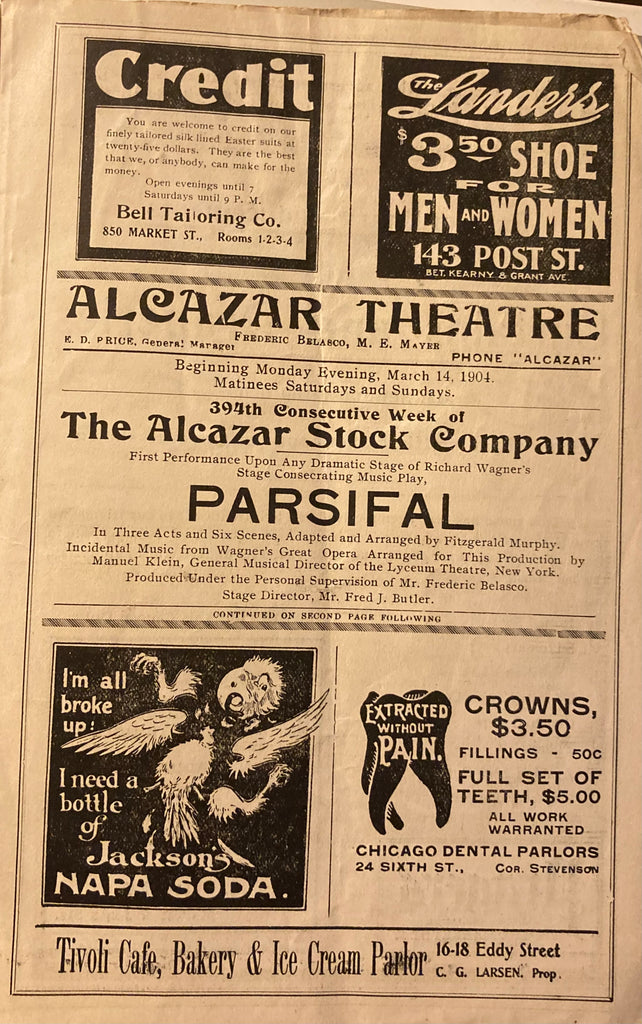 Credit
You are welcome to credit on our
finely tailored silk lined Easter suits at
twenty-five dollars. They are the best
that we, or anybody, can make for the
money.
Open evenings until 7
Saturdays until 9 P. M.
Bell Tailoring Co.
850 MARKET ST., Rooms 1-2-3-4
The Landers
$3 50 SHOE
FOR
MEN AND WOMEN
143 POST ST.
BET. KEARNY & GRANT AVE.
ALCAZAR THEATRE
E. D. PRICE, General Manager FREDERIC BELASCO, M. E. MAYER
PHONE "ALCAZAR"
Beginning Monday Evening, March 14, 1904.
Matinees Saturdays and Sundays.
394th Consecutive Week of
The Alcazar Stock Company
First Performance Upon Any Dramatic Stage of Richard Wagner's
Stage Consecrating Music Play,
PARSIFAL
In Three Acts and Six Scenes, Adapted and Arranged by Fitzgerald Murphy.
Incidental Music from Wagner's Great Opera Arranged for This Production by
Manuel Klein, General Musical Director of the Lyceum Theatre, New York.
Produced Under the Personal Supervision of Mr. Frederic Belasco.
Stage Director, Mr. Fred J. Butler.
CONTINUED ON SECOND PAGE FOLLOWING
I'm all
broke
up!
I need a
bottle
of
Jackson's
NAPA SODA.
EXTRACTED
WITHOUT
PAIN.
CROWNS,
$3.50
FILLINGS - 50C
FULL SET OF
TEETH, $5.00
ALL WORK
WARRANTED
CHICAGO DENTAL PARLORS
24 SIXTH ST., COR. STEVENSON
Tivoli Cafe, Bakery & Ice Cream Parlor
16-18 Eddy Street
C. G. LARSEN. Prop.